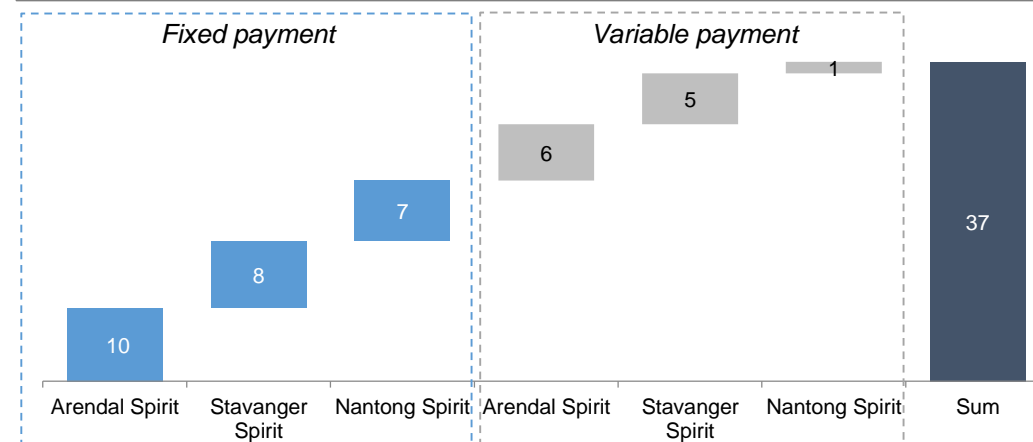 Fixed payment
Variable payment
1
5
6
37
7
8
10
Arendal Spirit
Stavanger
Spirit
Nantong Spirit
Arendal Spirit
Stavanger
Spirit
Nantong Spirit
Sum